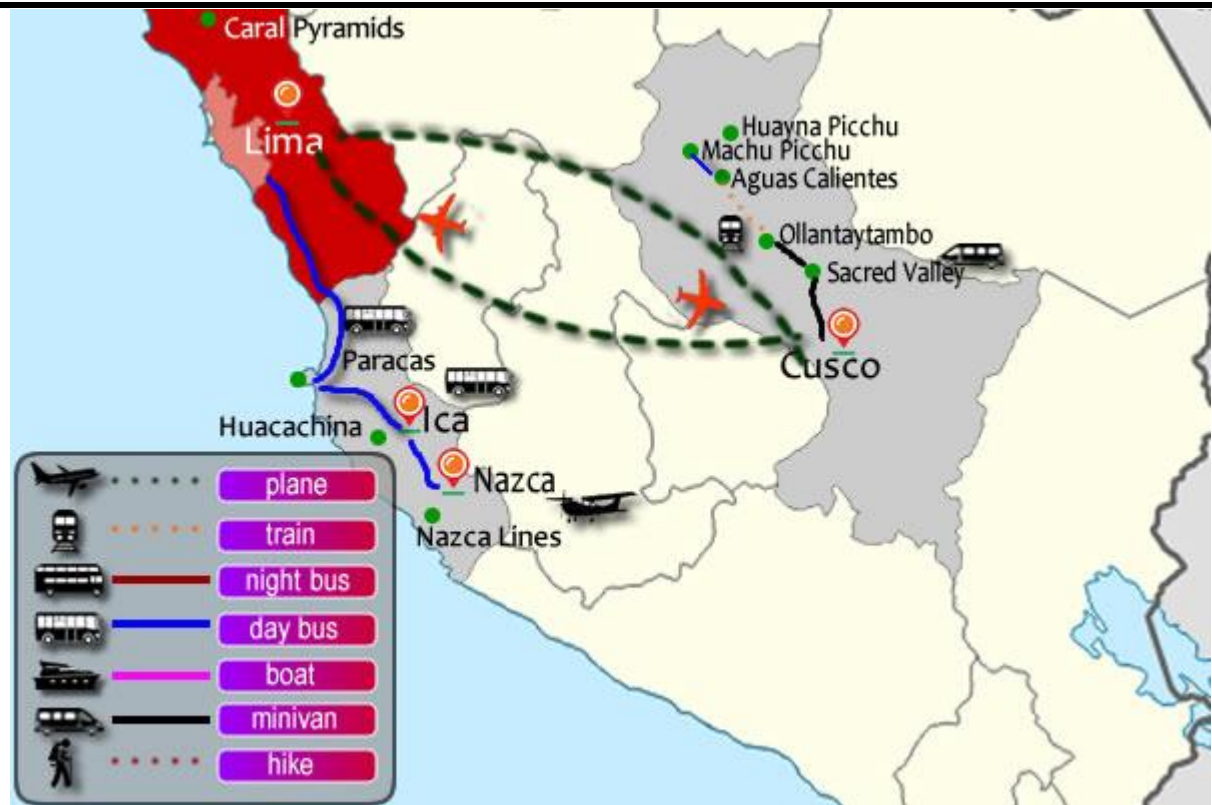 Caral Pyramids
Lima
Huayna Picchu
Machu Picchu
Aguas Calientes
Ollantaytambo
Sacred Valley
Cusco
Paracas
Ica
Huacachina
Nazca
Nazca Lines
plane
train
night bus
day bus
boat
minivan
hike